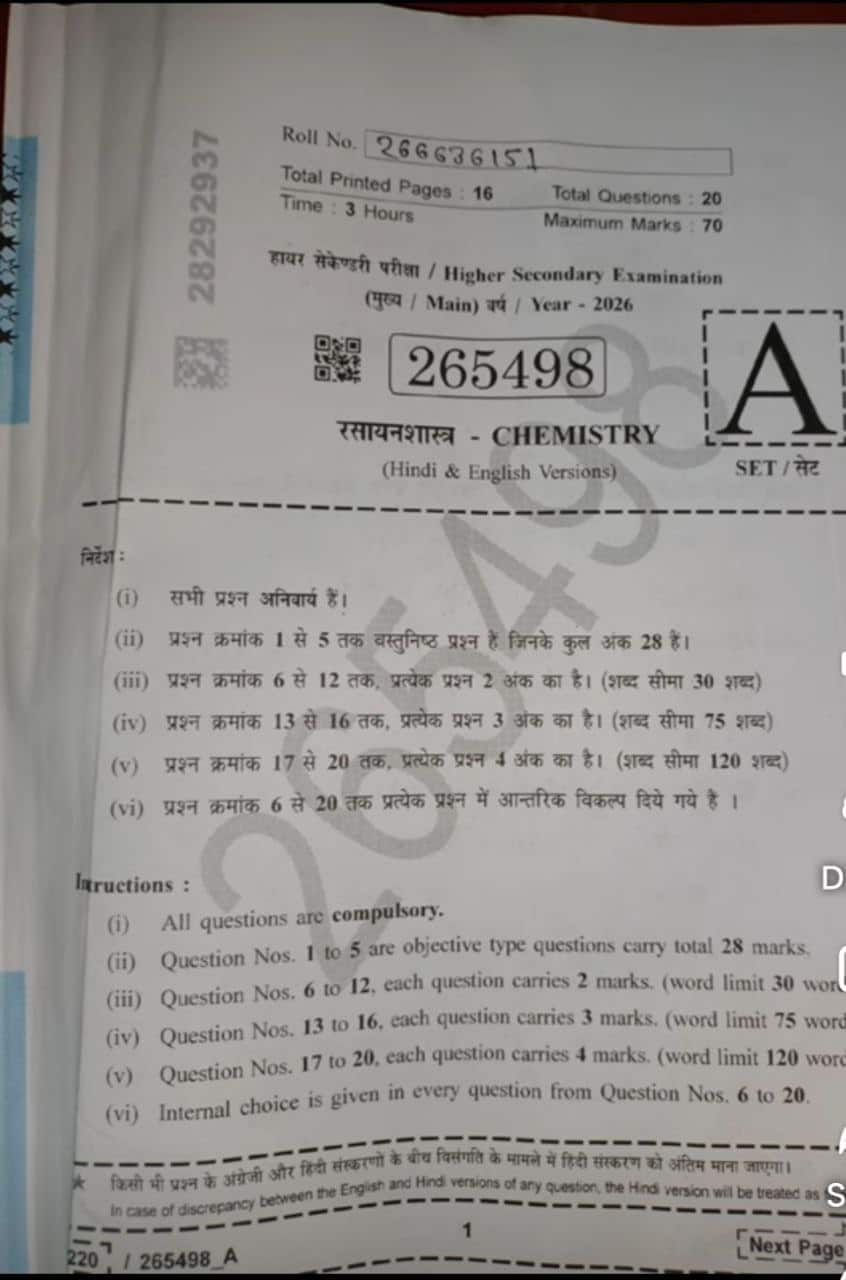 28292937
Roll No. 266636151
Total Printed Pages : 16 Total Questions : 20
Time : 3 Hours Maximum Marks : 70
हायर सेकेण्डरी परीक्षा / Higher Secondary Examination
(मुख्य / Main) वर्ष / Year - 2026
265498
A
रसायनशास्त्र - CHEMISTRY
(Hindi & English Versions)
SET / सेट
265498
निर्देश :
(i) सभी प्रश्न अनिवार्य हैं।
(ii) प्रश्न क्रमांक 1 से 5 तक वस्तुनिष्ठ प्रश्न हैं जिनके कुल अंक 28 हैं।
(iii) प्रश्न क्रमांक 6 से 12 तक, प्रत्येक प्रश्न 2 अंक का है। (शब्द सीमा 30 शब्द)
(iv) प्रश्न क्रमांक 13 से 16 तक, प्रत्येक प्रश्न 3 अंक का है। (शब्द सीमा 75 शब्द)
(v) प्रश्न क्रमांक 17 से 20 तक, प्रत्येक प्रश्न 4 अंक का है। (शब्द सीमा 120 शब्द)
(vi) प्रश्न क्रमांक 6 से 20 तक प्रत्येक प्रश्न में आन्तरिक विकल्प दिये गये है ।
(i) All questions are compulsory.
(ii) Question Nos. 1 to 5 are objective type questions carry total 28 marks.
(iii) Question Nos. 6 to 12, each question carries 2 marks. (word limit 30 wor
(iv) Question Nos. 13 to 16, each question carries 3 marks. (word limit 75 word
(v) Question Nos. 17 to 20, each question carries 4 marks. (word limit 120 word
(vi) Internal choice is given in every question from Question Nos. 6 to 20.
★ किसी भी प्रश्न के अंग्रेजी और हिंदी संस्करणों के बीच विसंगति के मामले में हिंदी संस्करण को अंतिम माना जाएगा।
In case of discrepancy between the English and Hindi versions of any question, the Hindi version will be treated as
220 / 265498_A
1
Next Page
D
S